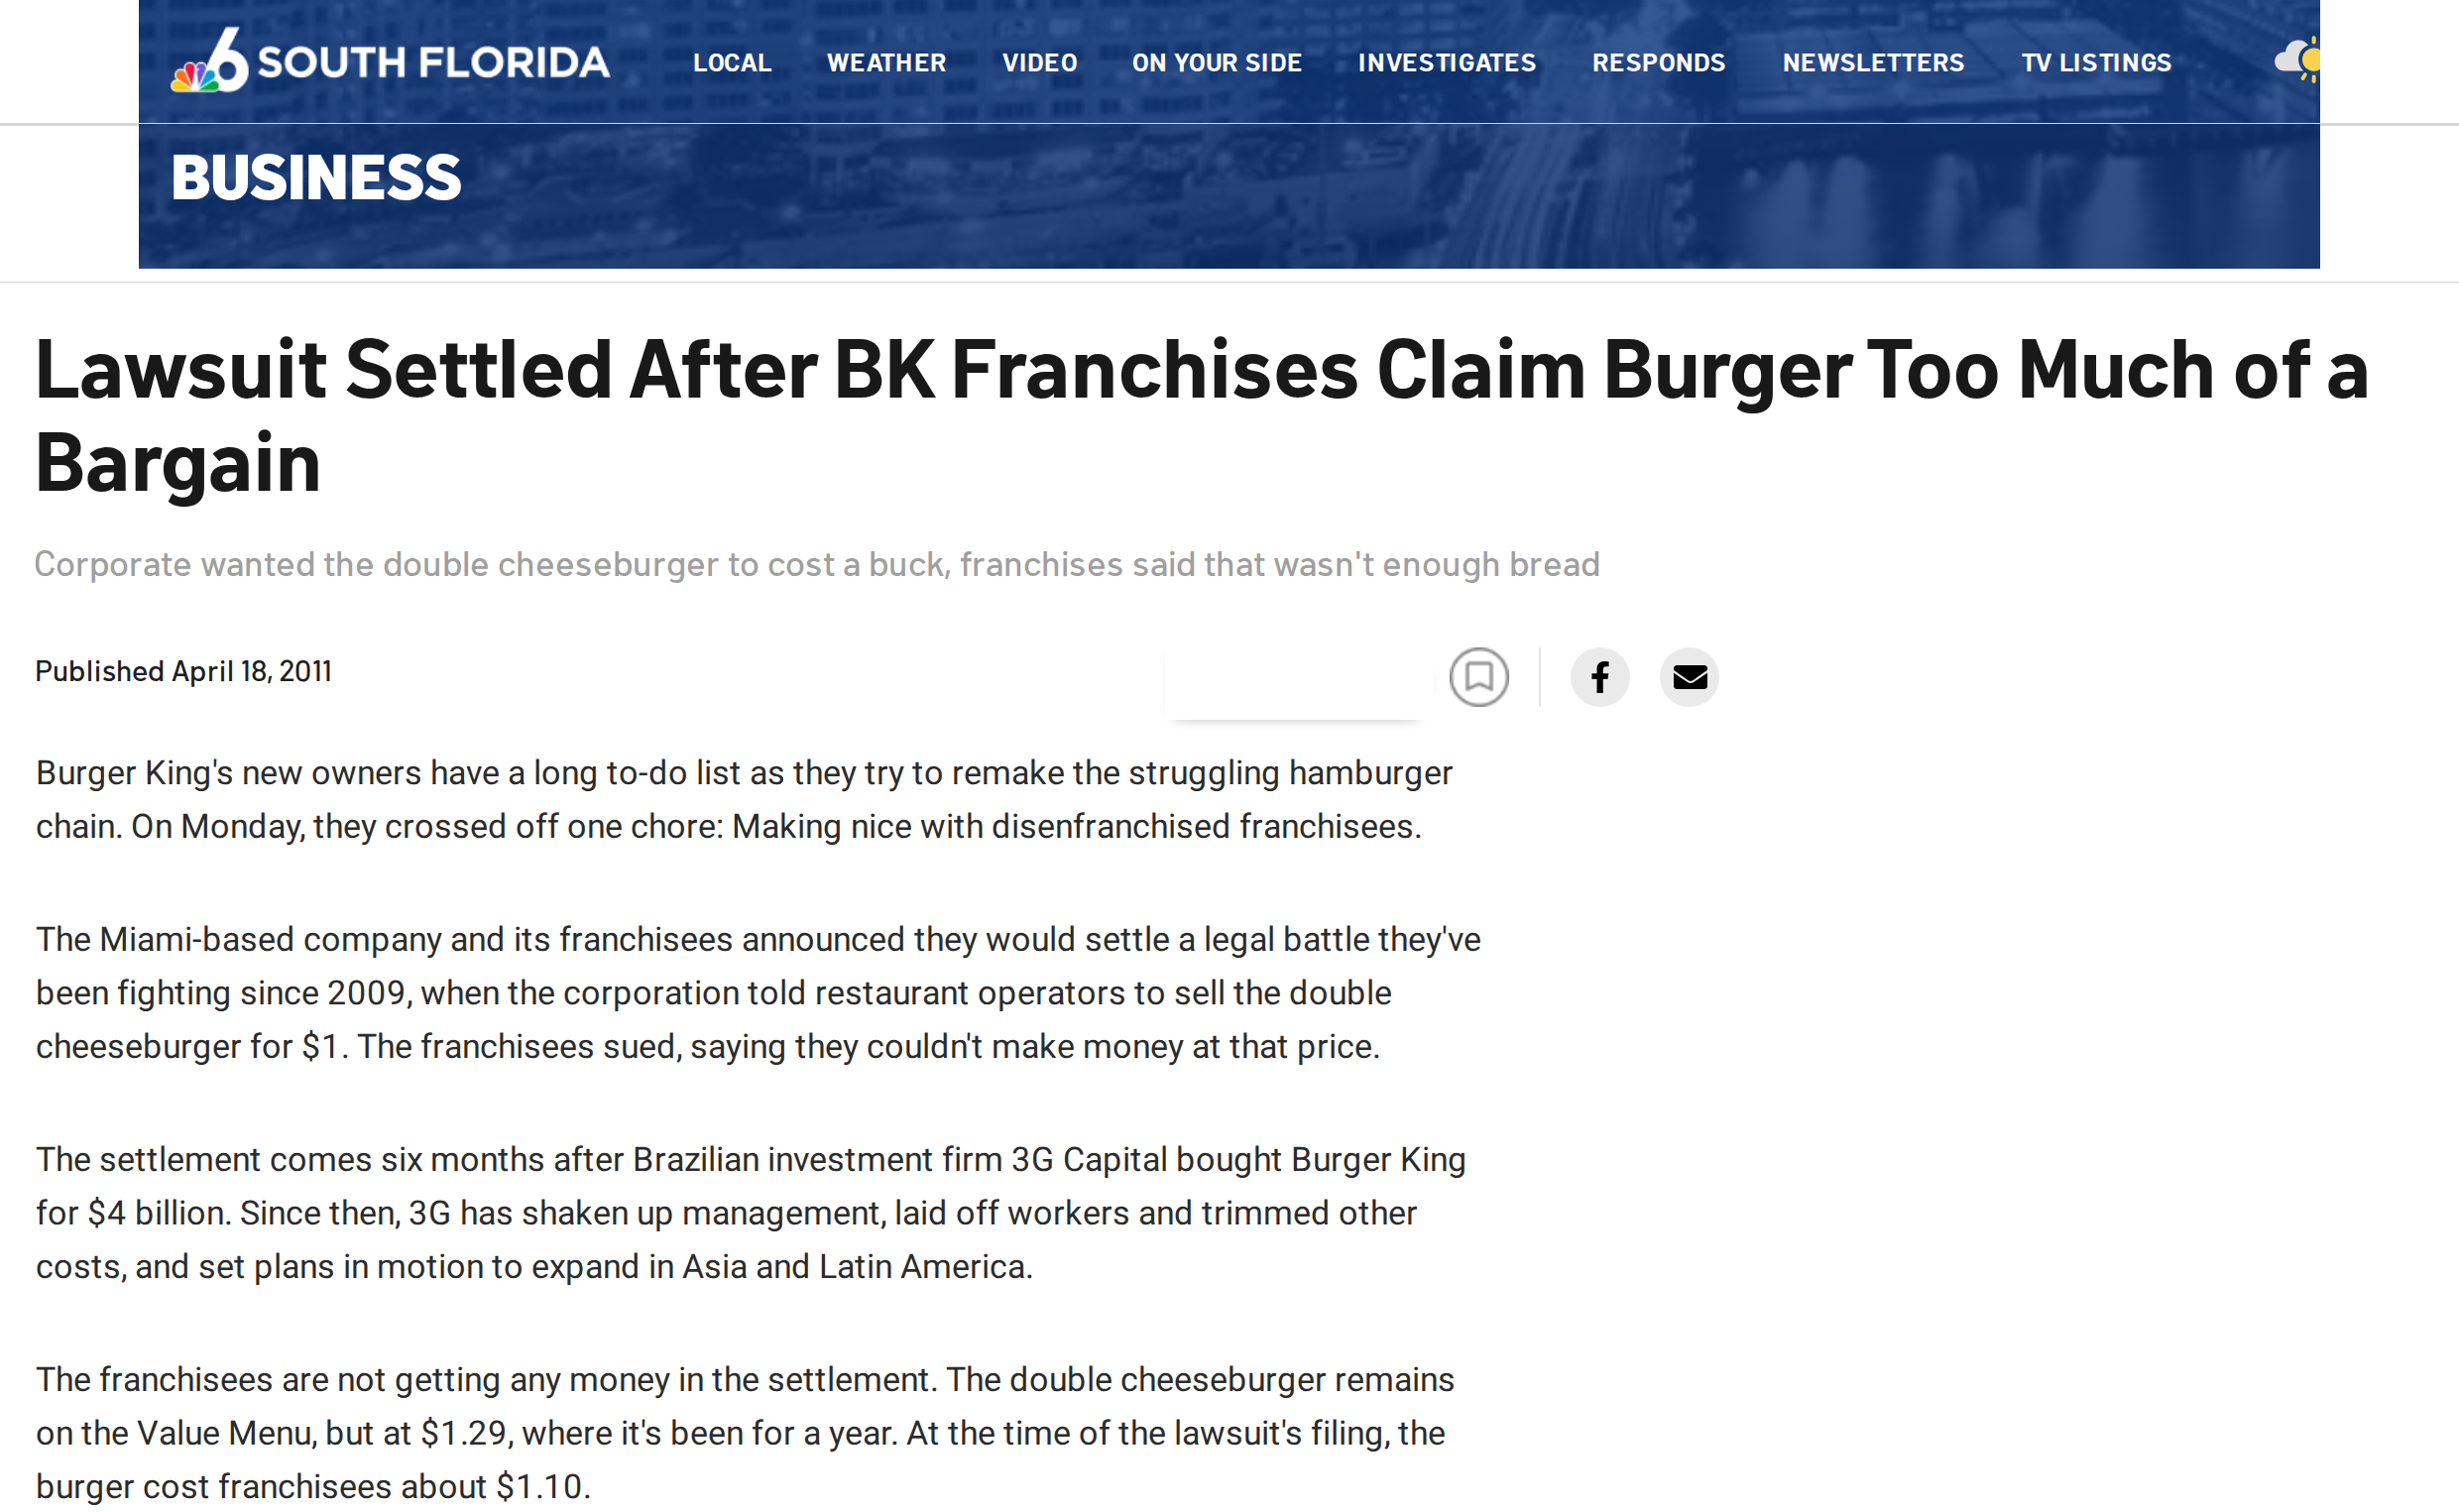 6 SOUTH FLORIDA LOCAL WEATHER VIDEO ON YOUR SIDE INVESTIGATES RESPONDS NEWSLETTERS TV LISTINGS
BUSINESS
Lawsuit Settled After BK Franchises Claim Burger Too Much of a
Bargain
Corporate wanted the double cheeseburger to cost a buck, franchises said that wasn't enough bread
Published April 18, 2011
Burger King's new owners have a long to-do list as they try to remake the struggling hamburger
chain. On Monday, they crossed off one chore: Making nice with disenfranchised franchisees.
The Miami-based company and its franchisees announced they would settle a legal battle they've
been fighting since 2009, when the corporation told restaurant operators to sell the double
cheeseburger for $1. The franchisees sued, saying they couldn't make money at that price.
The settlement comes six months after Brazilian investment firm 3G Capital bought Burger King
for $4 billion. Since then, 3G has shaken up management, laid off workers and trimmed other
costs, and set plans in motion to expand in Asia and Latin America.
The franchisees are not getting any money in the settlement. The double cheeseburger remains
on the Value Menu, but at $1.29, where it's been for a year. At the time of the lawsuit's filing, the
burger cost franchisees about $1.10.